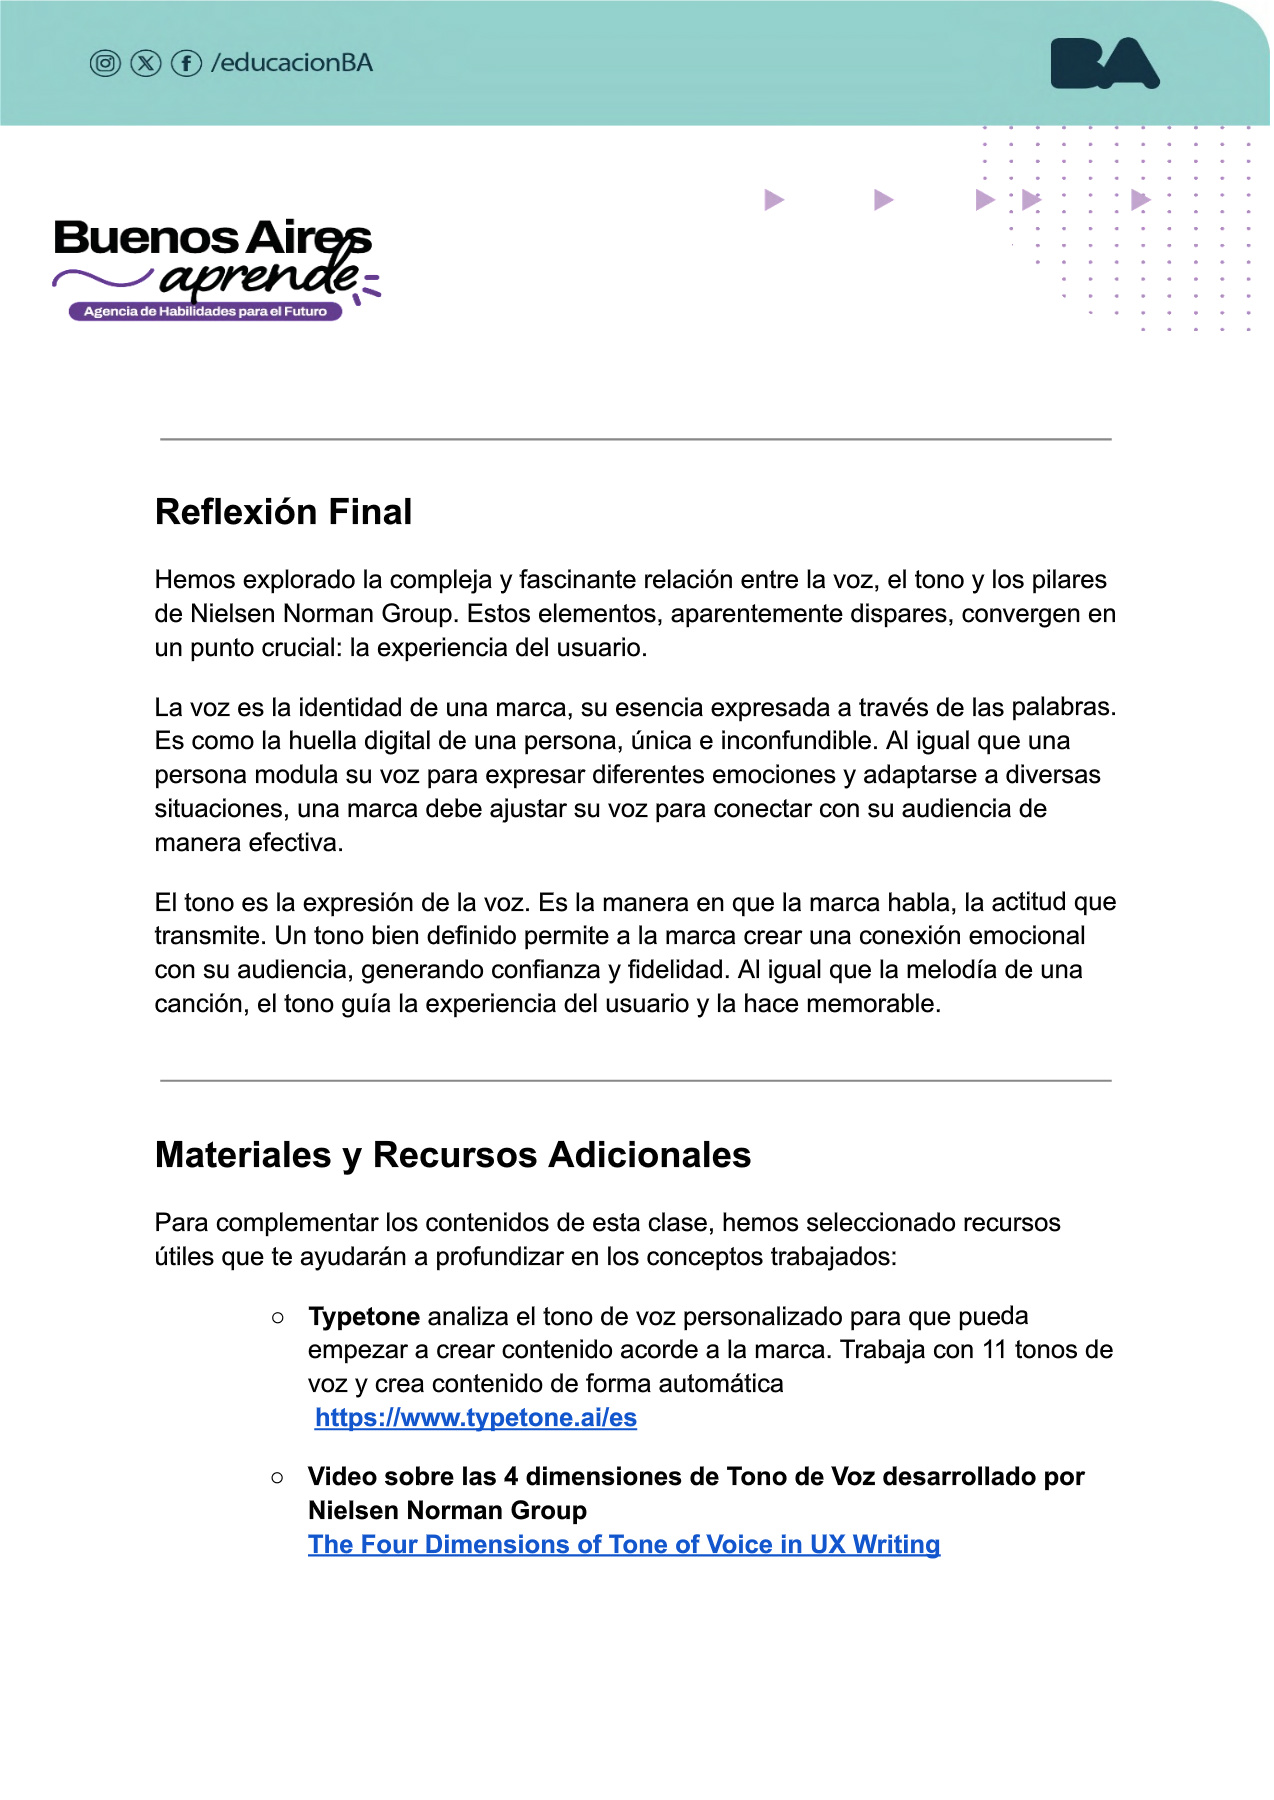 /educacionBA
BA
Buenos Aires
aprende
Agencia de Habilidades para el Futuro
Reflexión Final
Hemos explorado la compleja y fascinante relación entre la voz, el tono y los pilares
de Nielsen Norman Group. Estos elementos, aparentemente dispares, convergen en
un punto crucial: la experiencia del usuario.
La voz es la identidad de una marca, su esencia expresada a través de las palabras.
Es como la huella digital de una persona, única e inconfundible. Al igual que una
persona modula su voz para expresar diferentes emociones y adaptarse a diversas
situaciones, una marca debe ajustar su voz para conectar con su audiencia de
manera efectiva.
El tono es la expresión de la voz. Es la manera en que la marca habla, la actitud que
transmite. Un tono bien definido permite a la marca crear una conexión emocional
con su audiencia, generando confianza y fidelidad. Al igual que la melodía de una
canción, el tono guía la experiencia del usuario y la hace memorable.
Materiales y Recursos Adicionales
Para complementar los contenidos de esta clase, hemos seleccionado recursos
útiles que te ayudarán a profundizar en los conceptos trabajados:
○ Typetone analiza el tono de voz personalizado para que pueda
empezar a crear contenido acorde a la marca. Trabaja con 11 tonos de
voz y crea contenido de forma automática
https://www.typetone.ai/es
○ Video sobre las 4 dimensiones de Tono de Voz desarrollado por
Nielsen Norman Group
The Four Dimensions of Tone of Voice in UX Writing